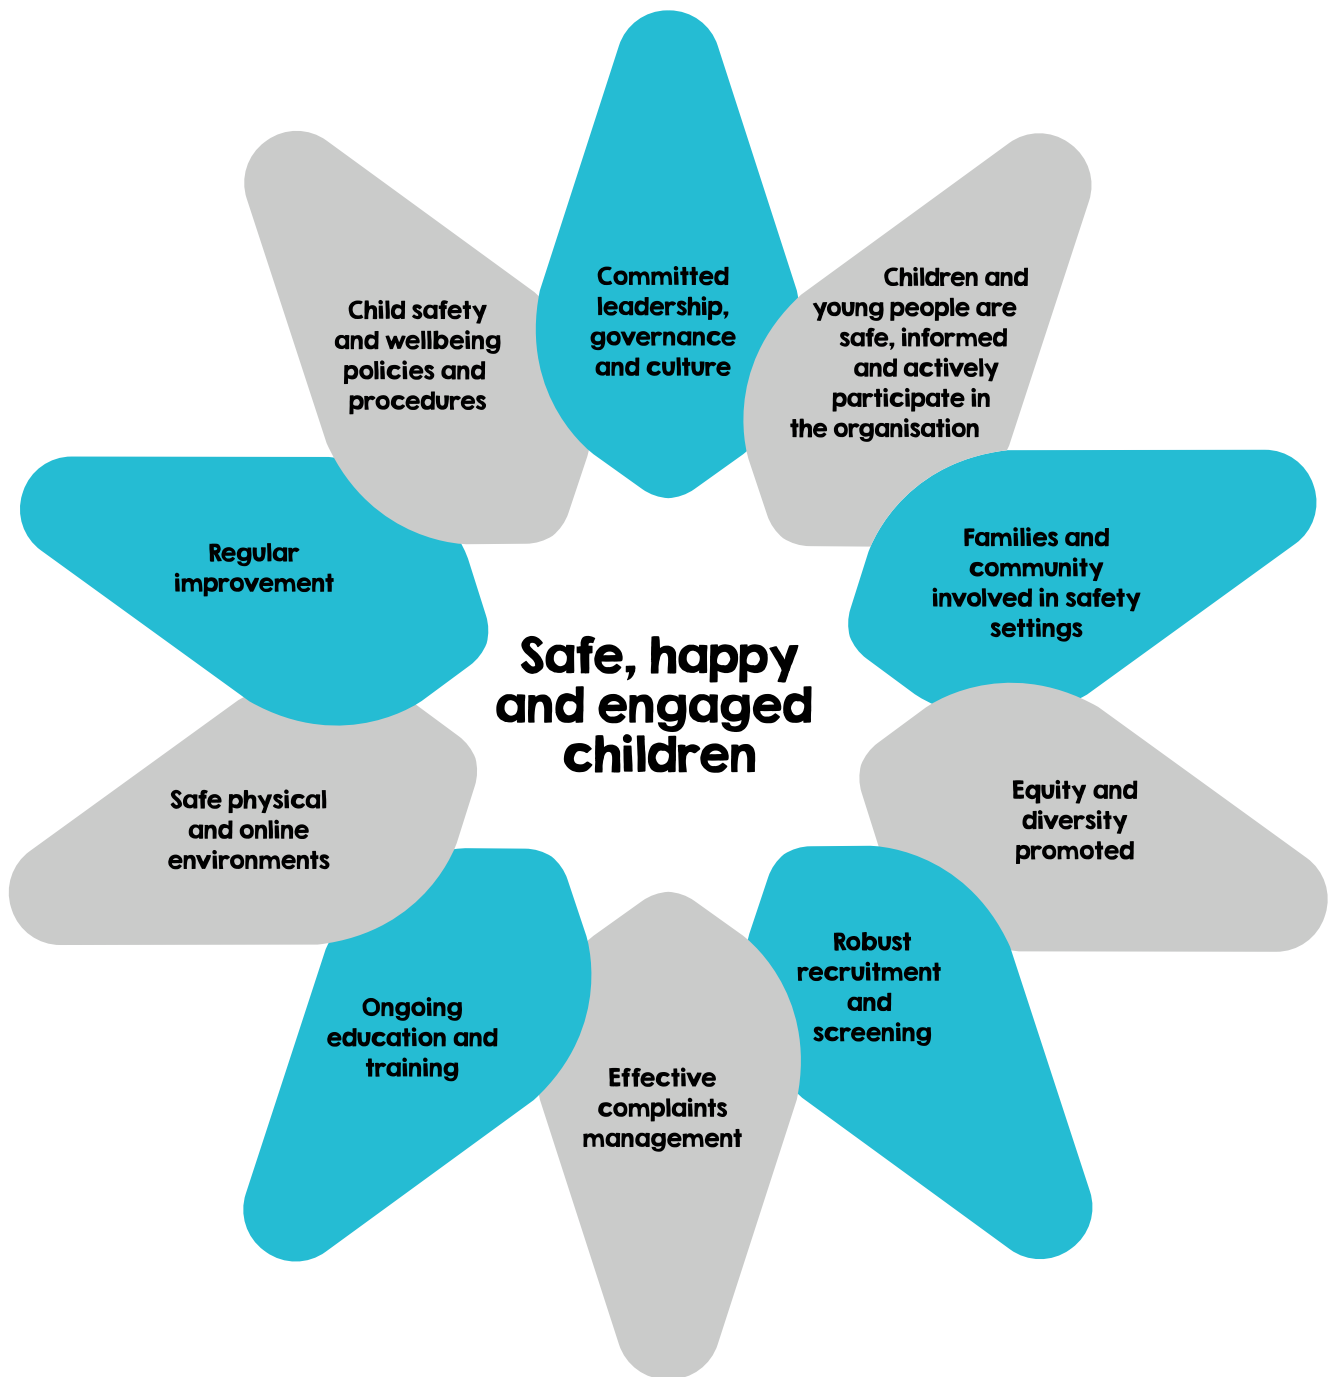 Committed
leadership,
governance
and culture
Children and
young people are
safe, informed
and actively
participate in
the organisation
Families and
community
involved in safety
settings
Equity and
diversity
promoted
Robust
recruitment
and
screening
Effective
complaints
management
Ongoing
education and
training
Safe physical
and online
environments
Regular
improvement
Child safety
and wellbeing
policies and
procedures
Safe, happy
and engaged
children